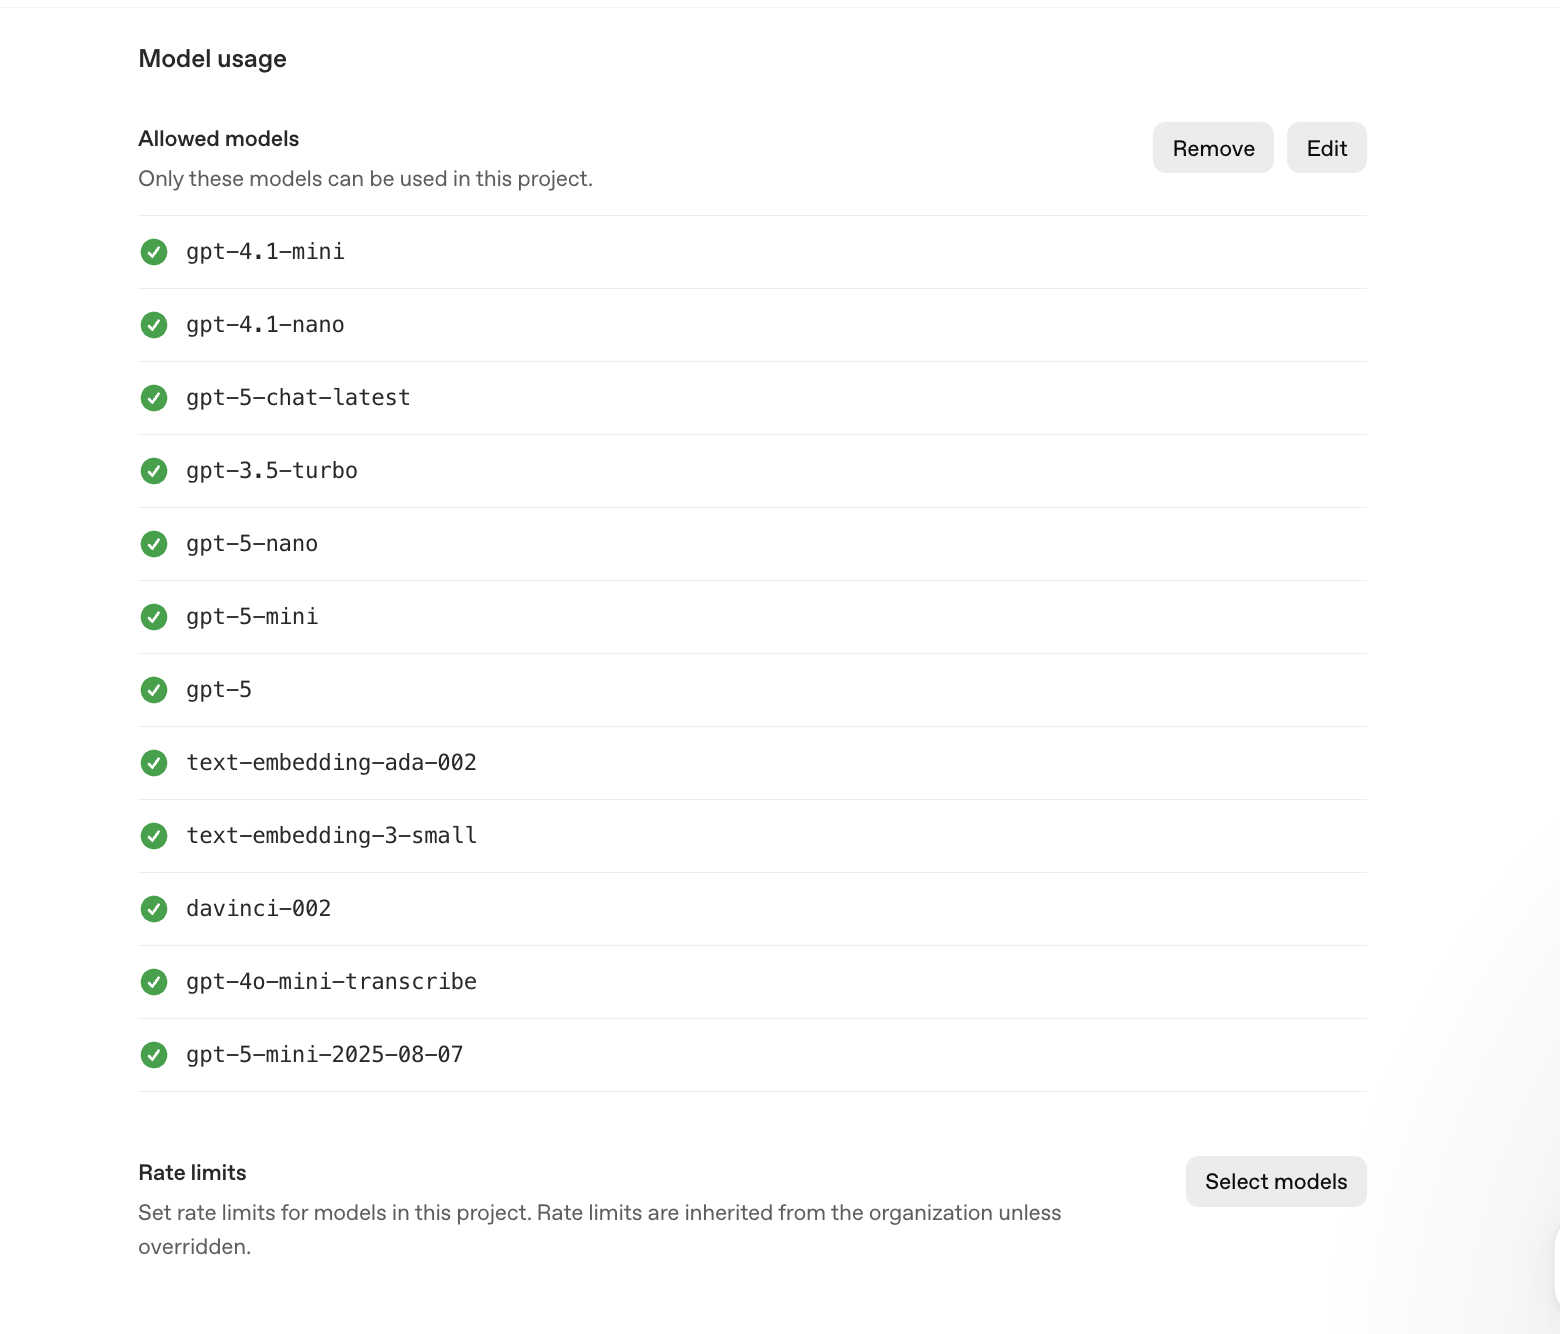 Model usage
Allowed models
Remove
Edit
Only these models can be used in this project.
gpt-4.1-mini
gpt-4.1-nano
gpt-5-chat-latest
gpt-3.5-turbo
gpt-5-nano
gpt-5-mini
gpt-5
text-embedding-ada-002
text-embedding-3-small
davinci-002
gpt-4o-mini-transcribe
gpt-5-mini-2025-08-07
Rate limits
Select models
Set rate limits for models in this project. Rate limits are inherited from the organization unless
overridden.